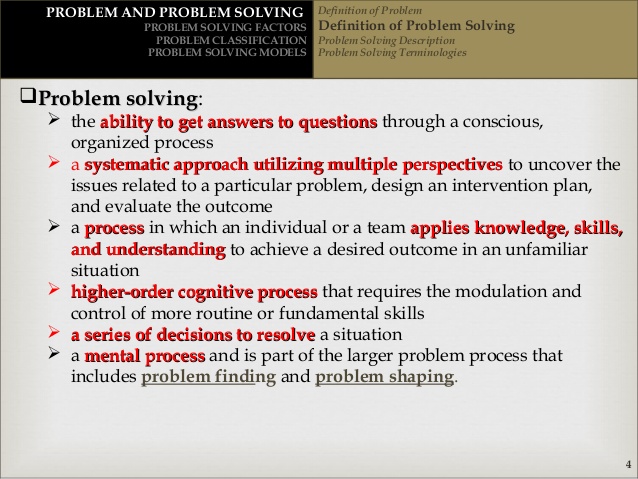 PROBLEM AND PROBLEM SOLVING
PROBLEM SOLVING FACTORS
PROBLEM CLASSIFICATION
PROBLEM SOLVING MODELS
Definition of Problem
Definition of Problem Solving
Problem Solving Description
Problem Solving Terminologies
Problem solving:
the ability to get answers to questions through a conscious,
organized process
a systematic approach utilizing multiple perspectives to uncover the
issues related to a particular problem, design an intervention plan,
and evaluate the outcome
a process in which an individual or a team applies knowledge, skills,
and understanding to achieve a desired outcome in an unfamiliar
situation
higher-order cognitive process that requires the modulation and
control of more routine or fundamental skills
a series of decisions to resolve a situation
a mental process and is part of the larger problem process that
includes problem finding and problem shaping.
4